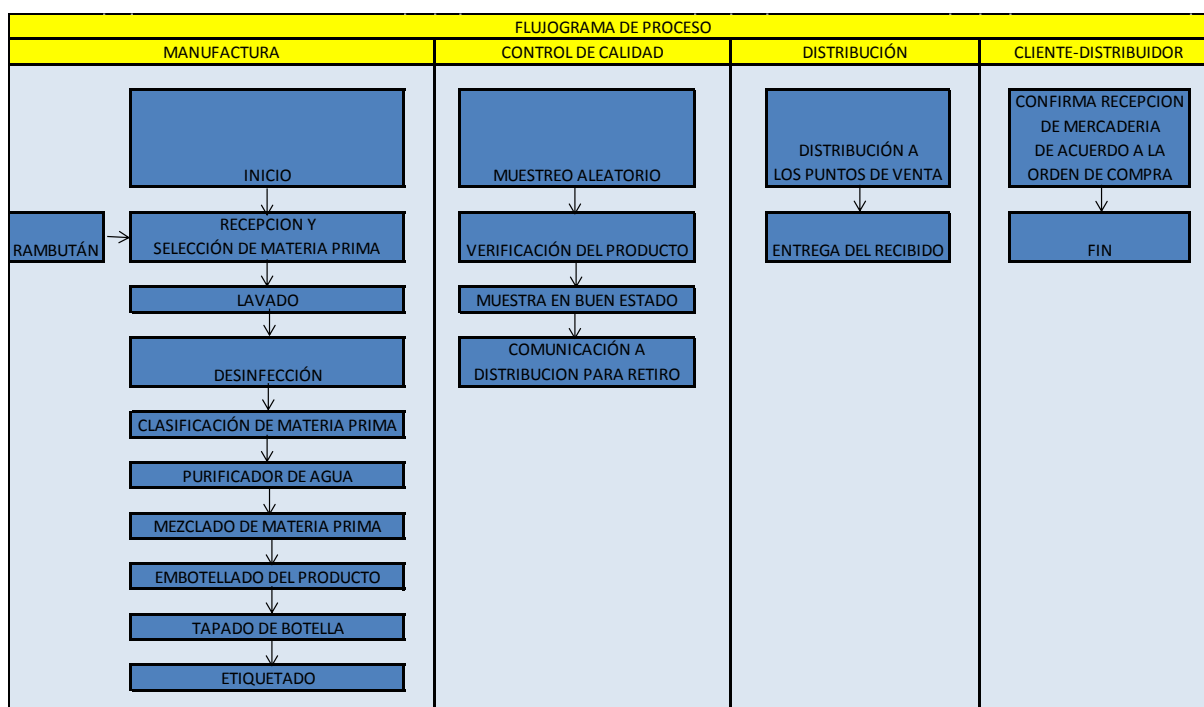 FLUJOGRAMA DE PROCESO
MANUFACTURA
INICIO
RAMBUTÁN
RECEPCION Y
SELECCIÓN DE MATERIA PRIMA
LAVADO
DESINFECCIÓN
CLASIFICACIÓN DE MATERIA PRIMA
PURIFICADOR DE AGUA
MEZCLADO DE MATERIA PRIMA
EMBOTELLADO DEL PRODUCTO
TAPADO DE BOTELLA
ETIQUETADO
CONTROL DE CALIDAD
MUESTREO ALEATORIO
VERIFICACIÓN DEL PRODUCTO
MUESTRA EN BUEN ESTADO
COMUNICACIÓN A
DISTRIBUCION PARA RETIRO
DISTRIBUCIÓN
DISTRIBUCIÓN A
LOS PUNTOS DE VENTA
ENTREGA DEL RECIBIDO
CLIENTE-DISTRIBUIDOR
CONFIRMA RECEPCION
DE MERCADERIA
DE ACUERDO A LA
ORDEN DE COMPRA
FIN